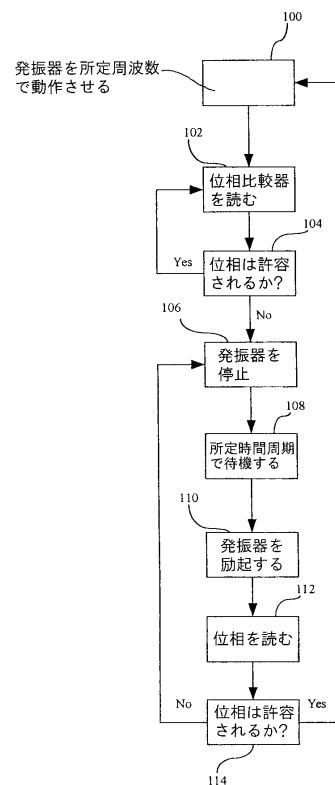 100
発振器を所定周波数
で動作させる
102
位相比較器
を読む
104
位相は許容
されるか?
Yes
No
106
発振器を
停止
108
所定時間周期
で待機する
110
発振器を
励起する
112
位相を読む
位相は許容
されるか?
No
Yes
114